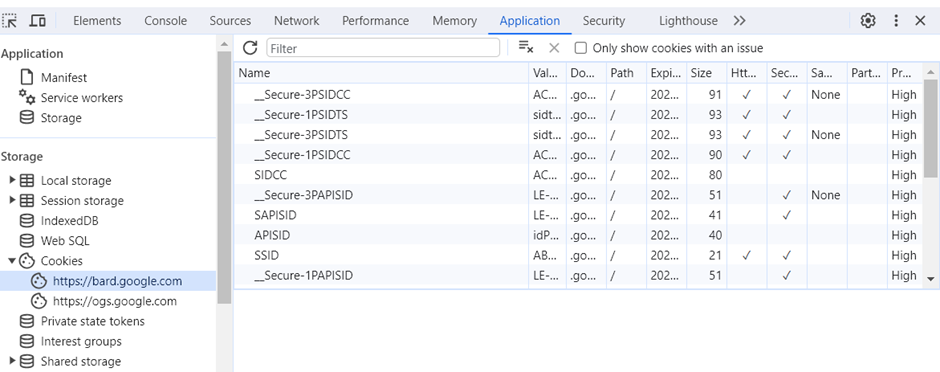 Elements Console Sources Network Performance Memory Application Security Lighthouse
Application
Manifest
Service workers
Storage
Storage
Local storage
Session storage
IndexedDB
Web SQL
Cookies
https://bard.google.com
https://ogs.google.com
Private state tokens
Interest groups
Shared storage
Filter Only show cookies with an issue
Name Val... Do... Path Expi... Size Htt... Sec... Sa... Part... Pr...
__Secure-3PSIDCC AC... .go... / 202... 91 ✓ ✓ None High
__Secure-1PSIDTS sidt... .go... / 202... 93 ✓ ✓ High
__Secure-3PSIDTS sidt... .go... / 202... 93 ✓ ✓ None High
__Secure-1PSIDCC AC... .go... / 202... 90 ✓ ✓ High
SIDCC AC... .go... / 202... 80 High
__Secure-3PAPISID LE-... .go... / 202... 51 ✓ None High
SAPISID LE-... .go... / 202... 41 ✓ High
APISID idP... .go... / 202... 40 High
SSID AB... .go... / 202... 21 ✓ ✓ High
__Secure-1PAPISID LE-... .go... / 202... 51 ✓ High